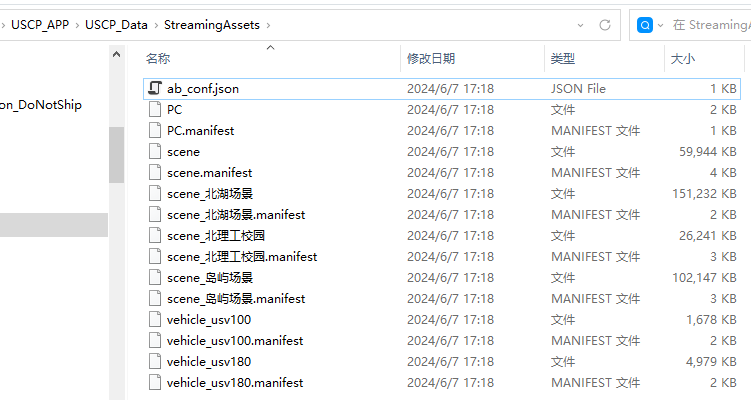 USCP_APP > USCP_Data > StreamingAssets >
在 StreamingA
名称 修改日期 类型 大小
on_DoNotShip
ab_conf.json 2024/6/7 17:18 JSON File 1 KB
PC 2024/6/7 17:18 文件 2 KB
PC.manifest 2024/6/7 17:18 MANIFEST 文件 1 KB
scene 2024/6/7 17:18 文件 59,944 KB
scene.manifest 2024/6/7 17:18 MANIFEST 文件 4 KB
scene_北湖场景 2024/6/7 17:18 文件 151,232 KB
scene_北湖场景.manifest 2024/6/7 17:18 MANIFEST 文件 2 KB
scene_北理工校园 2024/6/7 17:18 文件 26,241 KB
scene_北理工校园.manifest 2024/6/7 17:18 MANIFEST 文件 3 KB
scene_岛屿场景 2024/6/7 17:18 文件 102,147 KB
scene_岛屿场景.manifest 2024/6/7 17:18 MANIFEST 文件 3 KB
vehicle_usv100 2024/6/7 17:18 文件 1,678 KB
vehicle_usv100.manifest 2024/6/7 17:18 MANIFEST 文件 2 KB
vehicle_usv180 2024/6/7 17:18 文件 4,979 KB
vehicle_usv180.manifest 2024/6/7 17:18 MANIFEST 文件 2 KB